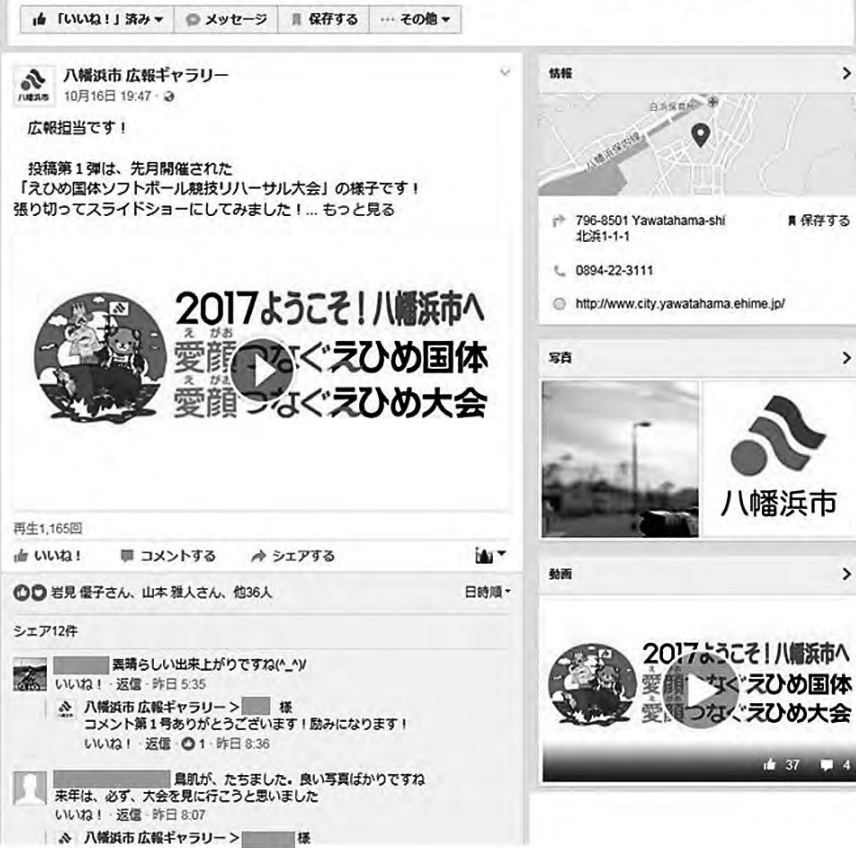 「いいね！」済み メッセージ 保存する … その他
八幡浜市 広報ギャラリー
10月16日 19:47
広報担当です！
投稿第１弾は、先月開催された
「えひめ国体ソフトボール競技リハーサル大会」の様子です！
張り切ってスライドショーにしてみました！... もっと見る
2017ようこそ！八幡浜市へ
え がお
愛顔つなぐえひめ国体
え がお
愛顔つなぐえひめ大会
再生1,165回
いいね！ コメントする シェアする
岩見 優子さん、山本 雅人さん、他36人 日時順
シェア12件
素晴らしい出来上がりですね(^_^)/
いいね！ · 返信 · 昨日 5:35
八幡浜市 広報ギャラリー > 様
コメント第１号ありがとうございます！励みになります！
いいね！ · 返信 · 1 · 昨日 8:36
鳥肌が、たちました。良い写真ばかりですね
来年は、必ず、大会を見に行こうと思いました
いいね！ · 返信 · 昨日 8:07
八幡浜市 広報ギャラリー > 様
情報
白浜保育所
八幡浜保内線
796-8501 Yawatahama-shi 保存する
北浜1-1-1
0894-22-3111
http://www.city.yawatahama.ehime.jp/
写真
八幡浜市
動画
2017ようこそ！八幡浜市へ
え がお
愛顔つなぐえひめ国体
え がお
愛顔つなぐえひめ大会
37 4